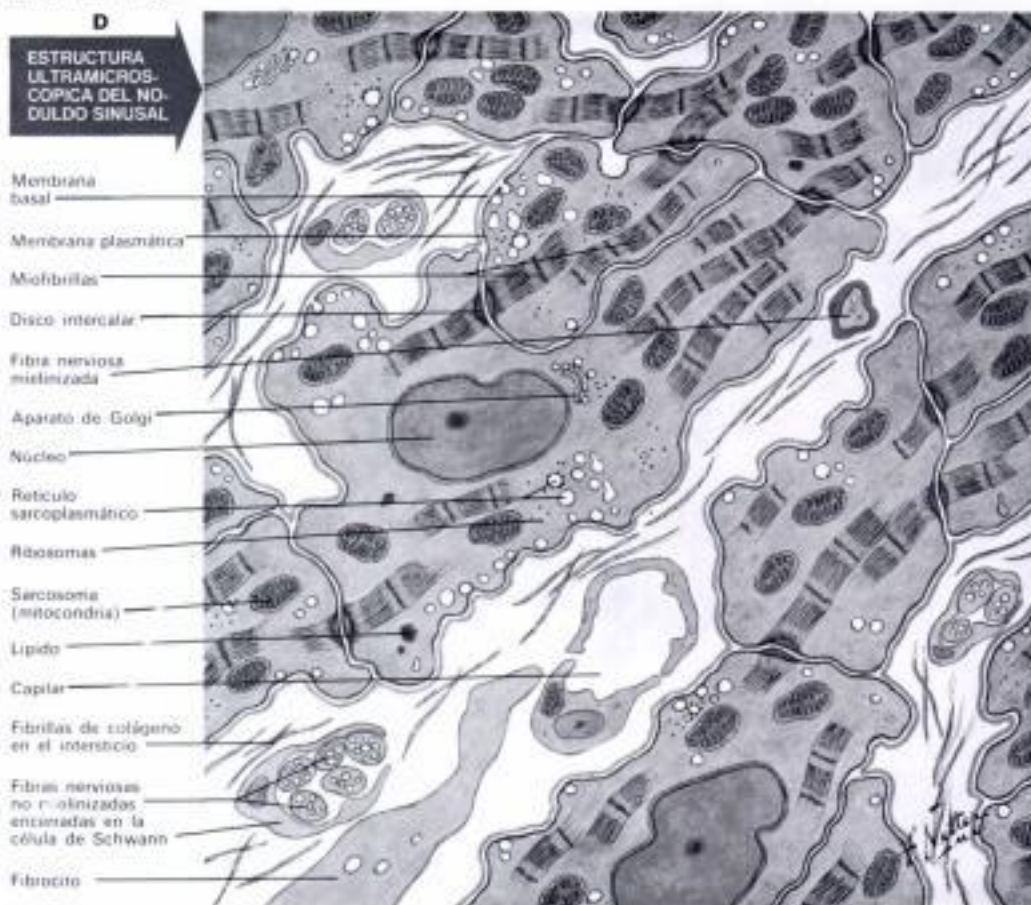 D
ESTRUCTURA
ULTRAMICROS-
COPICA DEL NO-
DULDO SINUSAL
Membrana
basal
Membrana plasmática
Miofibrillas
Disco intercalar
Fibra nerviosa
mielinizada
Aparato de Golgi
Núcleo
Retículo
sarcoplasmático
Ribosomas
Sarcosoma
(mitocondria)
Lípido
Capilar
Fibrillas de colágeno
en el intersticio
Fibras nerviosas
no
encerradas en la
célula de Schwann
Fibrocito